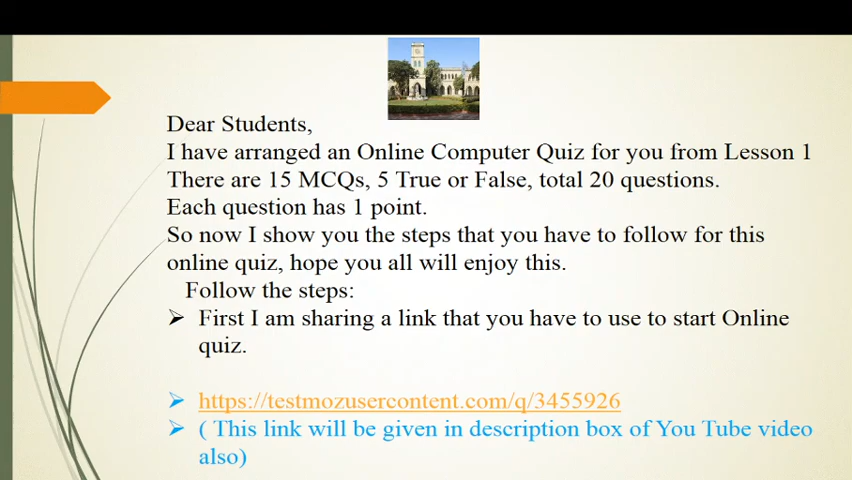 Dear Students,
I have arranged an Online Computer Quiz for you from Lesson 1
There are 15 MCQs, 5 True or False, total 20 questions.
Each question has 1 point.
So now I show you the steps that you have to follow for this
online quiz, hope you all will enjoy this.
Follow the steps:
➢ First I am sharing a link that you have to use to start Online
quiz.
➢ https://testmozusercontent.com/q/3455926
➢ ( This link will be given in description box of You Tube video
also)